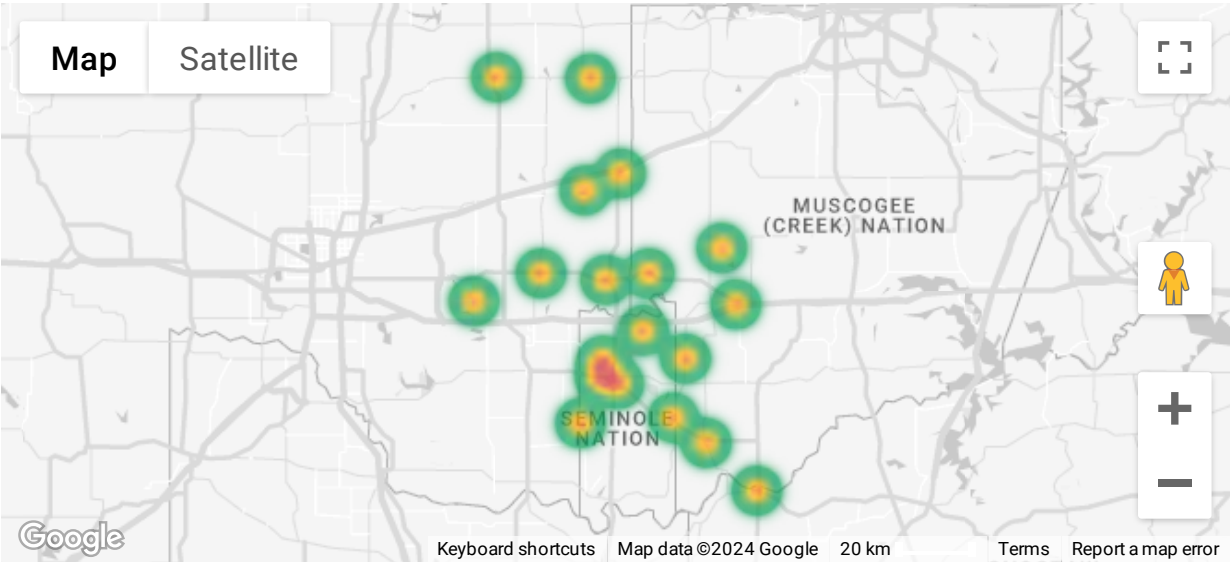 Map
Satellite
MUSCOGEE
(CREEK) NATION
SEMINOLE
NATION
Google
Keyboard shortcuts
Map data ©2024 Google
20 km
Terms
Report a map error